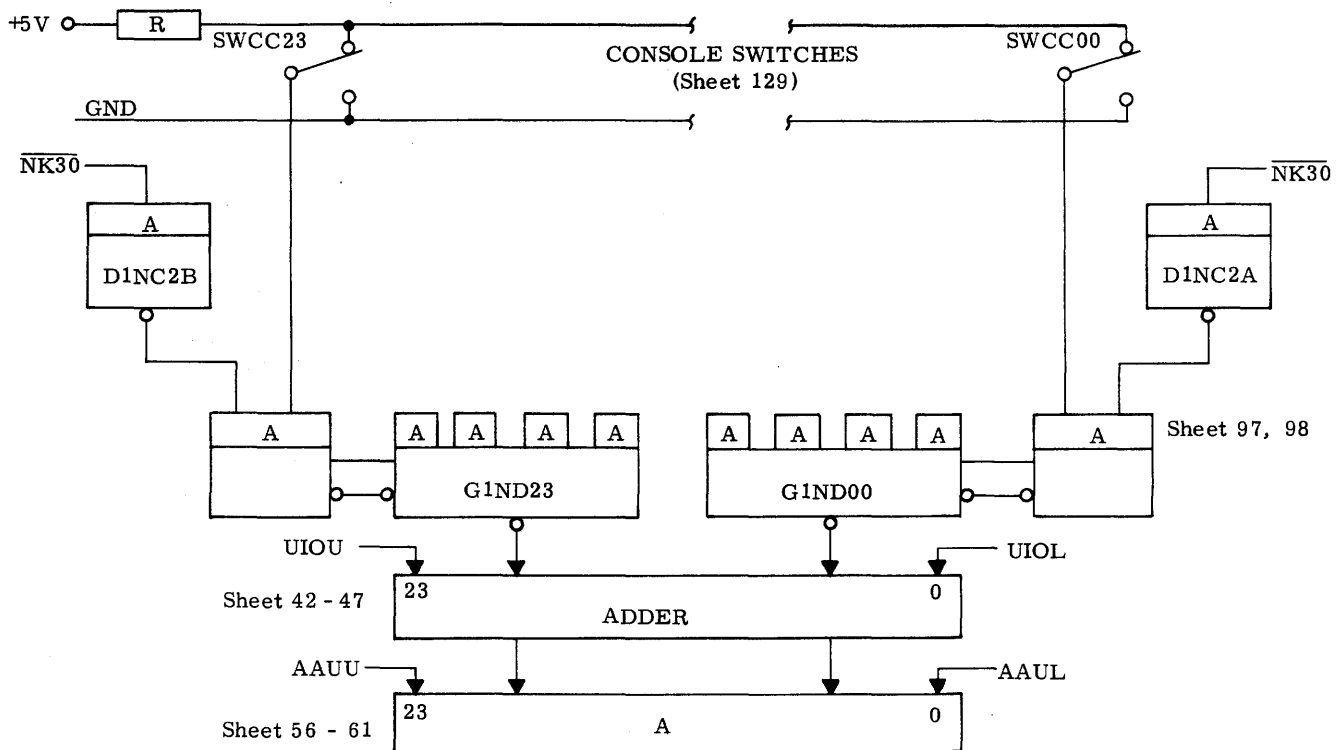 +5V
R
SWCC23
CONSOLE SWITCHES
(Sheet 129)
SWCC00
GND
NK30
NK30
A
D1NC2B
A
D1NC2A
A
A A A A
G1ND23
A A A A
G1ND00
A
Sheet 97, 98
UIOU
UIOL
Sheet 42 - 47
23
0
ADDER
AAUU
AAUL
Sheet 56 - 61
23
0
A